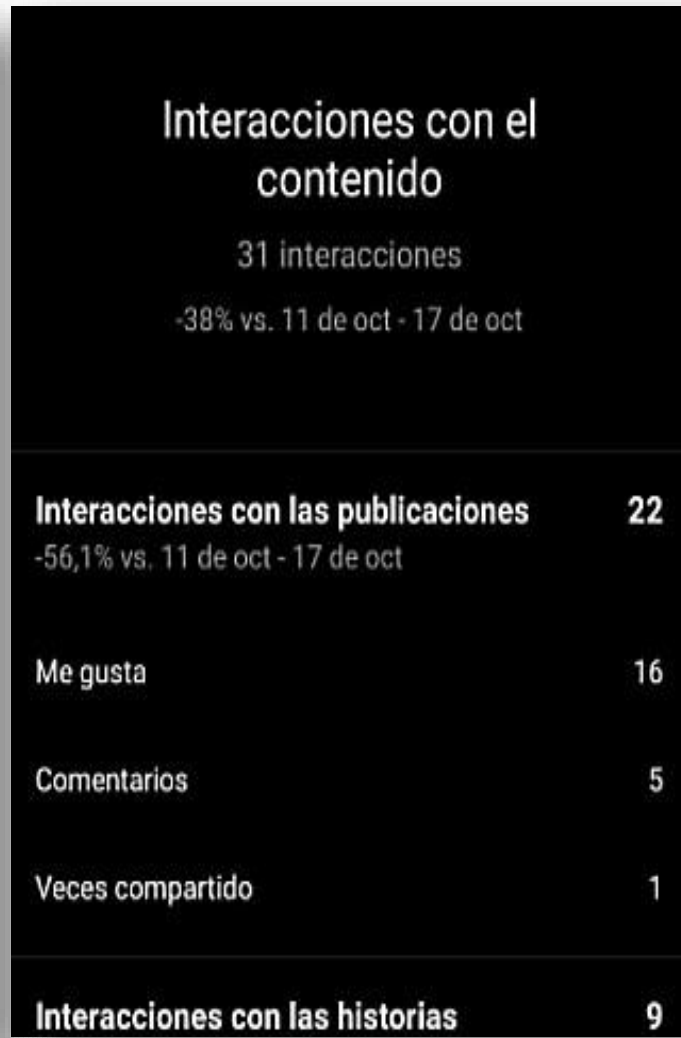 Interacciones con el
contenido
31 interacciones
-38% vs. 11 de oct - 17 de oct
Interacciones con las publicaciones 22
-56,1% vs. 11 de oct - 17 de oct
Me gusta 16
Comentarios 5
Veces compartido 1
Interacciones con las historias 9